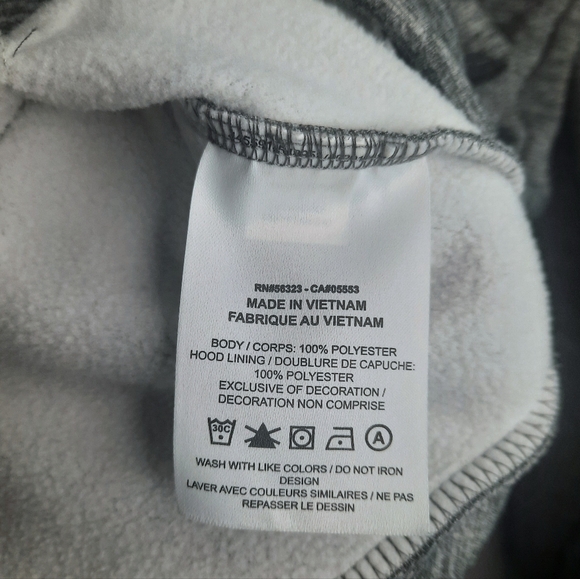 RN#56323 - CA#05553
MADE IN VIETNAM
FABRIQUE AU VIETNAM
BODY / CORPS: 100% POLYESTER
HOOD LINING / DOUBLURE DE CAPUCHE:
100% POLYESTER
EXCLUSIVE OF DECORATION /
DECORATION NON COMPRISE
30C A
WASH WITH LIKE COLORS / DO NOT IRON
DESIGN
LAVER AVEC COULEURS SIMILAIRES / NE PAS
REPASSER LE DESSIN